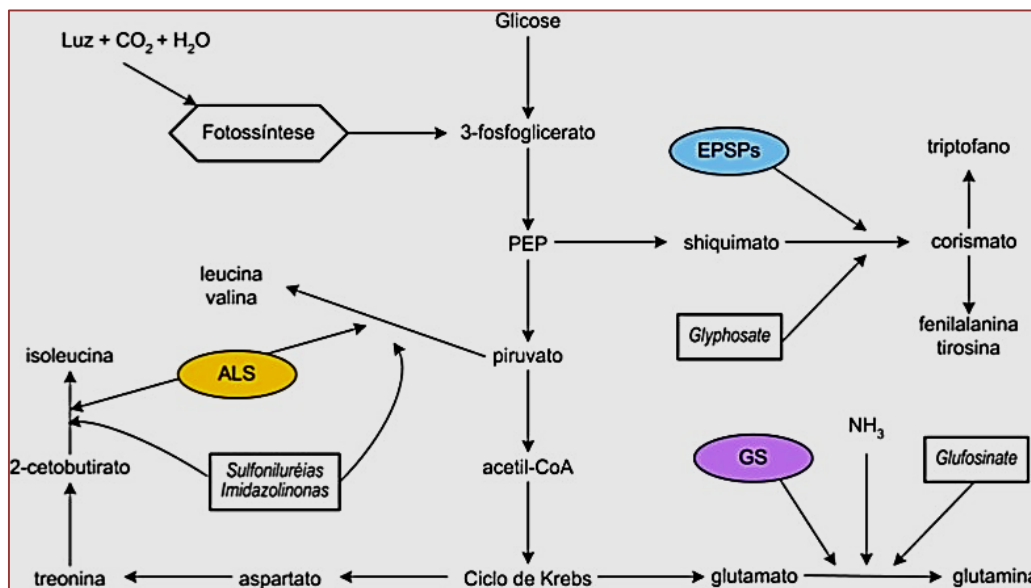 Glicose
Luz + CO₂ + H₂O
Fotossíntese
3-fosfoglicerato
EPSPs
triptofano
PEP
shiquimato
corismato
leucina
valina
Glyphosate
fenilalanina
tirosina
isoleucina
ALS
piruvato
NH₃
2-cetobutirato
Sulfoniluréias
Imidazolinonas
acetil-CoA
GS
Glufosinate
treonina
aspartato
Ciclo de Krebs
glutamato
glutamina